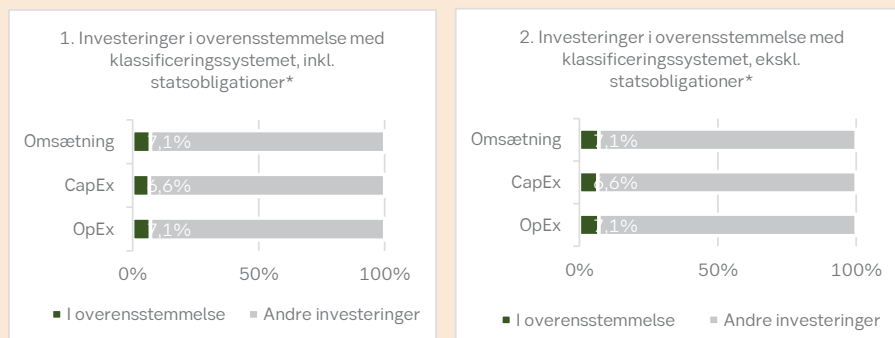 1. Investeringer i overensstemmelse med
klassificeringssystemet, inkl.
statsobligationer*
Omsætning
7,1%
CapEx
6,6%
OpEx
7,1%
0%
50%
100%
I overensstemmelse
Andre investeringer
2. Investeringer i overensstemmelse med
klassificeringssystemet, ekskl.
statsobligationer*
Omsætning
7,1%
CapEx
6,6%
OpEx
7,1%
0%
50%
100%
I overensstemmelse
Andre investeringer